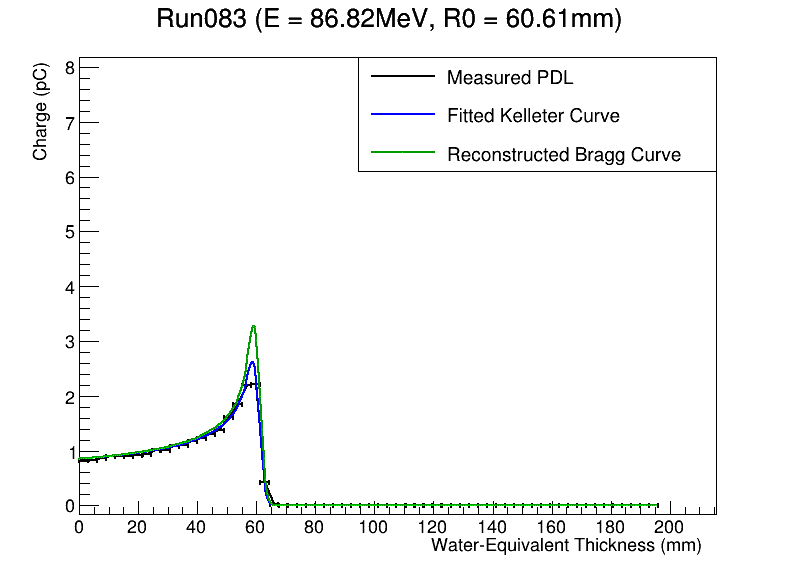 Run083 (E = 86.82MeV, R0 = 60.61mm)
Charge (pC)
8
7
6
5
4
3
2
1
0
Measured PDL
Fitted Kelleter Curve
Reconstructed Bragg Curve
0 20 40 60 80 100 120 140 160 180 200
Water-Equivalent Thickness (mm)